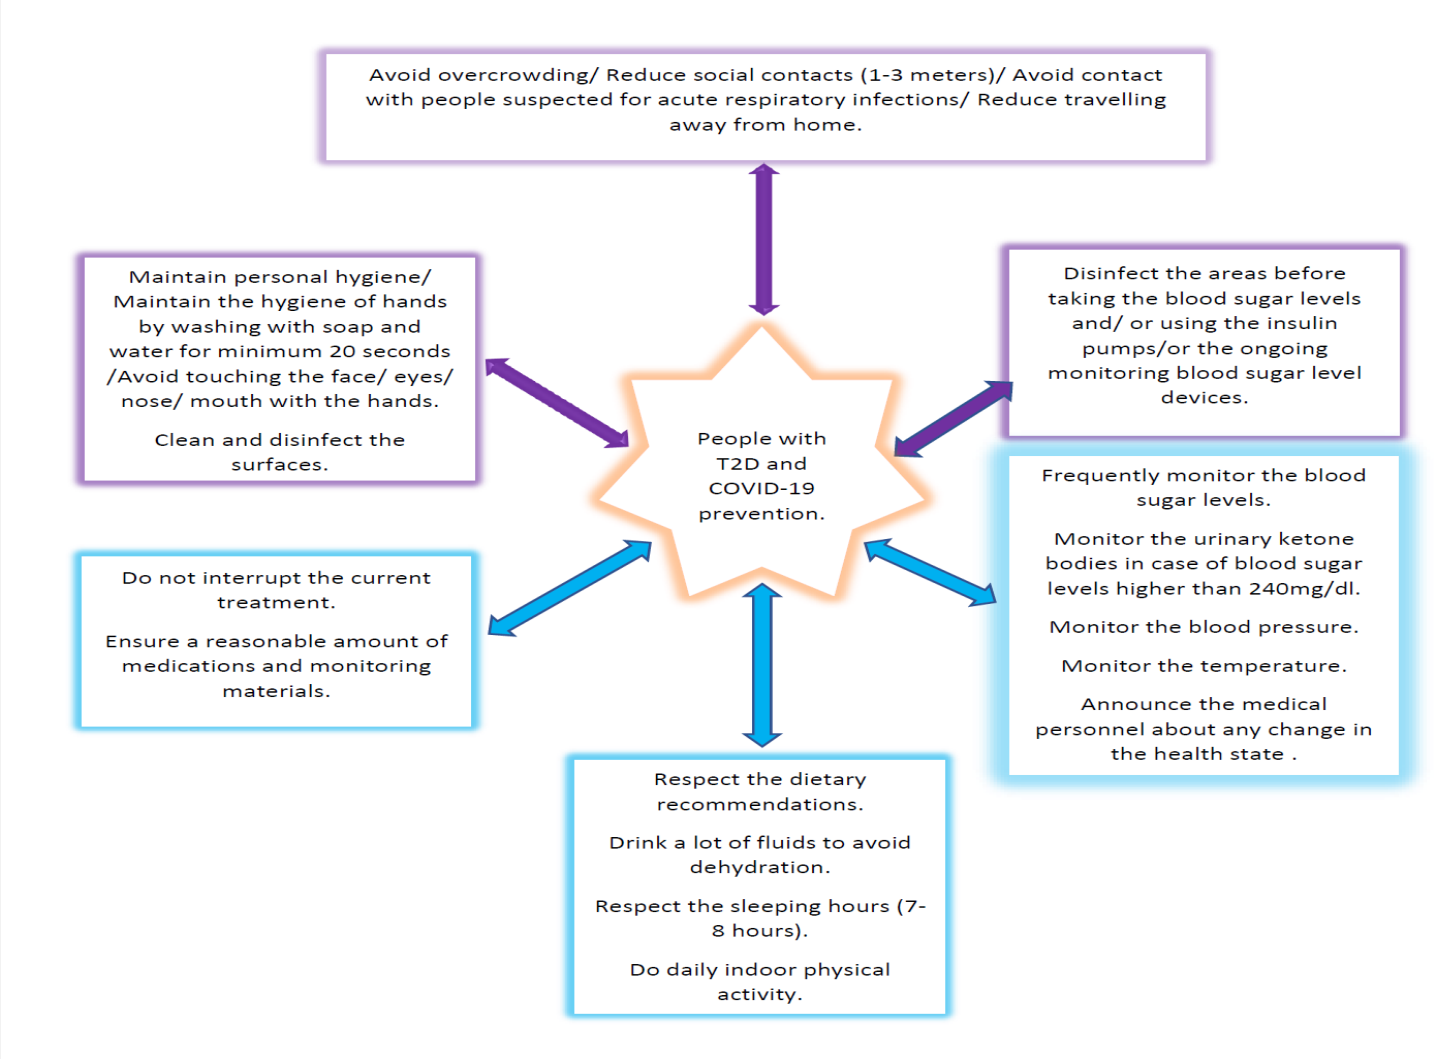 Avoid overcrowding/ Reduce social contacts (1-3 meters)/ Avoid contact
with people suspected for acute respiratory infections/ Reduce travelling
away from home.
Maintain personal hygiene/
Maintain the hygiene of hands
by washing with soap and
water for minimum 20 seconds
/Avoid touching the face/ eyes/
nose/ mouth with the hands.
Clean and disinfect the
surfaces.
Disinfect the areas before
taking the blood sugar levels
and/ or using the insulin
pumps/or the ongoing
monitoring blood sugar level
devices.
People with
T2D and
COVID-19
prevention.
Frequently monitor the blood
sugar levels.
Monitor the urinary ketone
bodies in case of blood sugar
levels higher than 240mg/dl.
Monitor the blood pressure.
Monitor the temperature.
Announce the medical
personnel about any change in
the health state .
Do not interrupt the current
treatment.
Ensure a reasonable amount of
medications and monitoring
materials.
Respect the dietary
recommendations.
Drink a lot of fluids to avoid
dehydration.
Respect the sleeping hours (7-
8 hours).
Do daily indoor physical
activity.